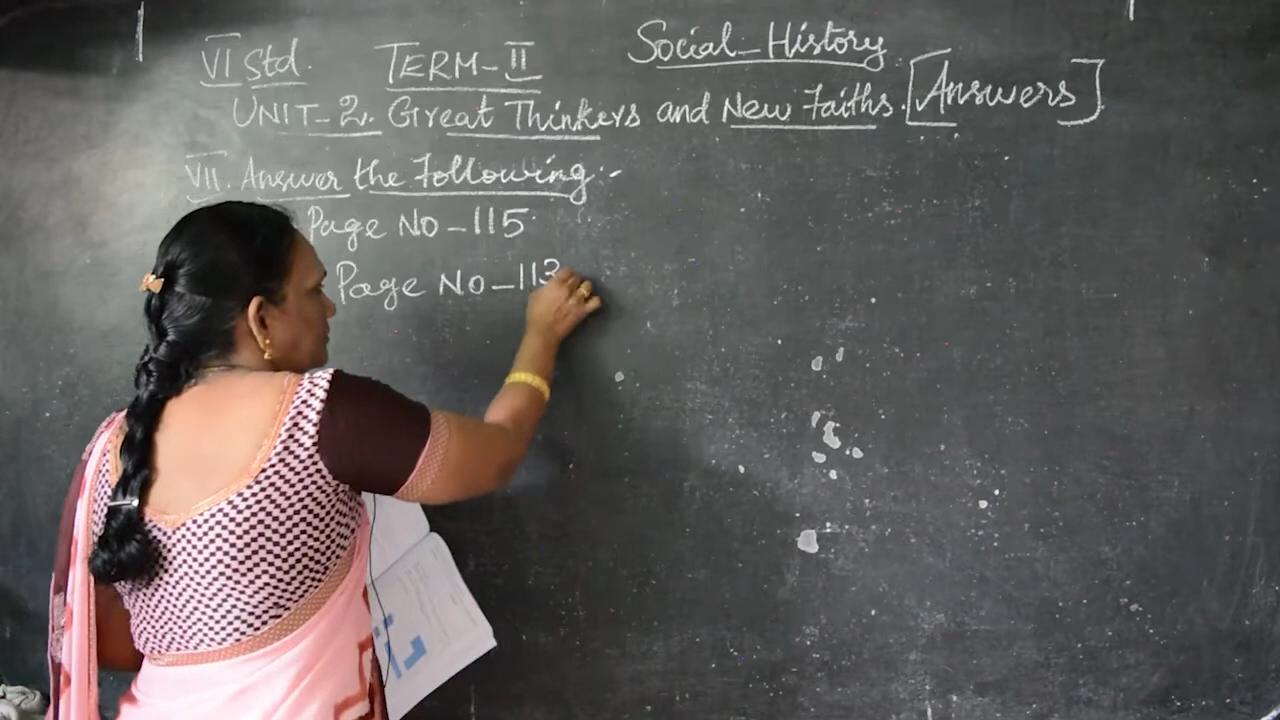 VI Std. TERM-II Social-History
UNIT-2. Great Thinkers and New Faiths. [Answers]
VII. Answer the Following:-
Page No-115
Page No-113